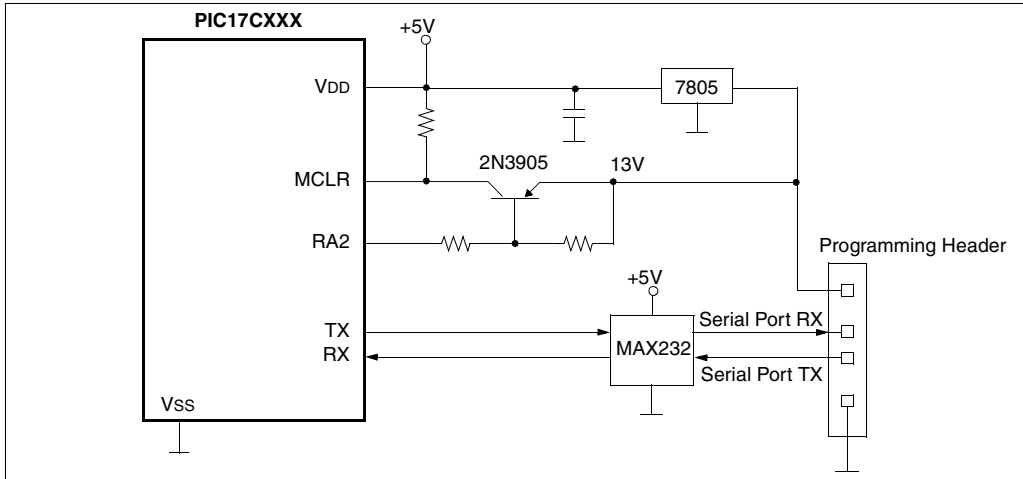 PIC17CXXX
+5V
VDD
7805
2N3905
13V
MCLR
RA2
Programming Header
+5V
TX
Serial Port RX
RX
MAX232
Serial Port TX
VSS